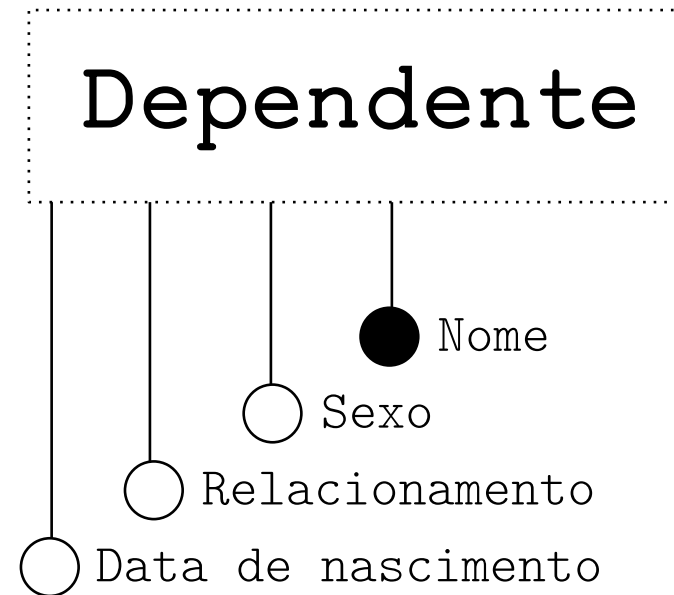 Dependente
Nome
Sexo
Relacionamento
Data de nascimento